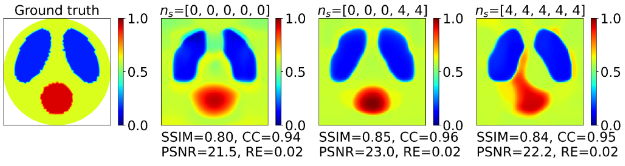 Ground truth
n_s=[0, 0, 0, 0, 0]
n_s=[0, 0, 0, 4, 4]
n_s=[4, 4, 4, 4, 4]
1.0 1.0 1.0 1.0
0.5 0.5 0.5 0.5
0.0 0.0 0.0 0.0
SSIM=0.80, CC=0.94
PSNR=21.5, RE=0.02
SSIM=0.85, CC=0.96
PSNR=23.0, RE=0.02
SSIM=0.84, CC=0.95
PSNR=22.2, RE=0.02